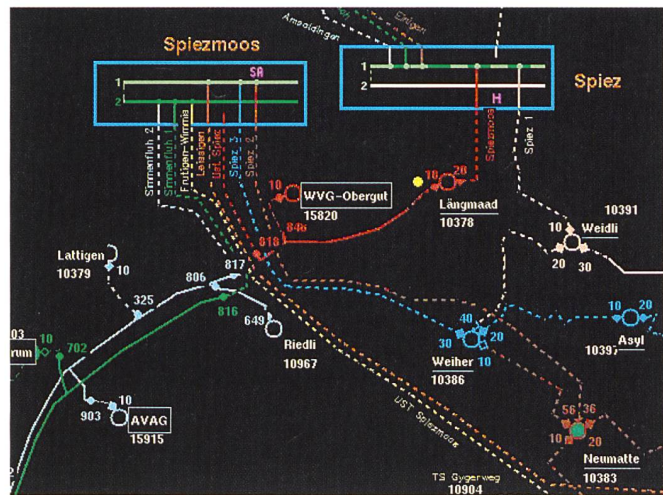 Amsoldingen
Einigen
Spiezmoos
Spiez
1
SA
2
1
2
H
Simmenfluh 2
Simmenfluh 1
Frutigen-Wimmis
Leissigen
Ust. Spiez
Spiez 3
Spiez 2
Spiezmoos
Spiez 1
10
WVG-Obergut
15820
10
20
Längmaad
10378
10391
10
Weidli
20
30
846
818
Lattigen
10379
10
817
806
325
816
649
Riedli
10967
40
30
20
10
Weiher
10386
10
20
Asyl
10397
03
10
rum
702
10
903
AVAG
15915
UST Spiezmoos
56
36
10
20
Neumatte
10383
TS Gygerweg
10904